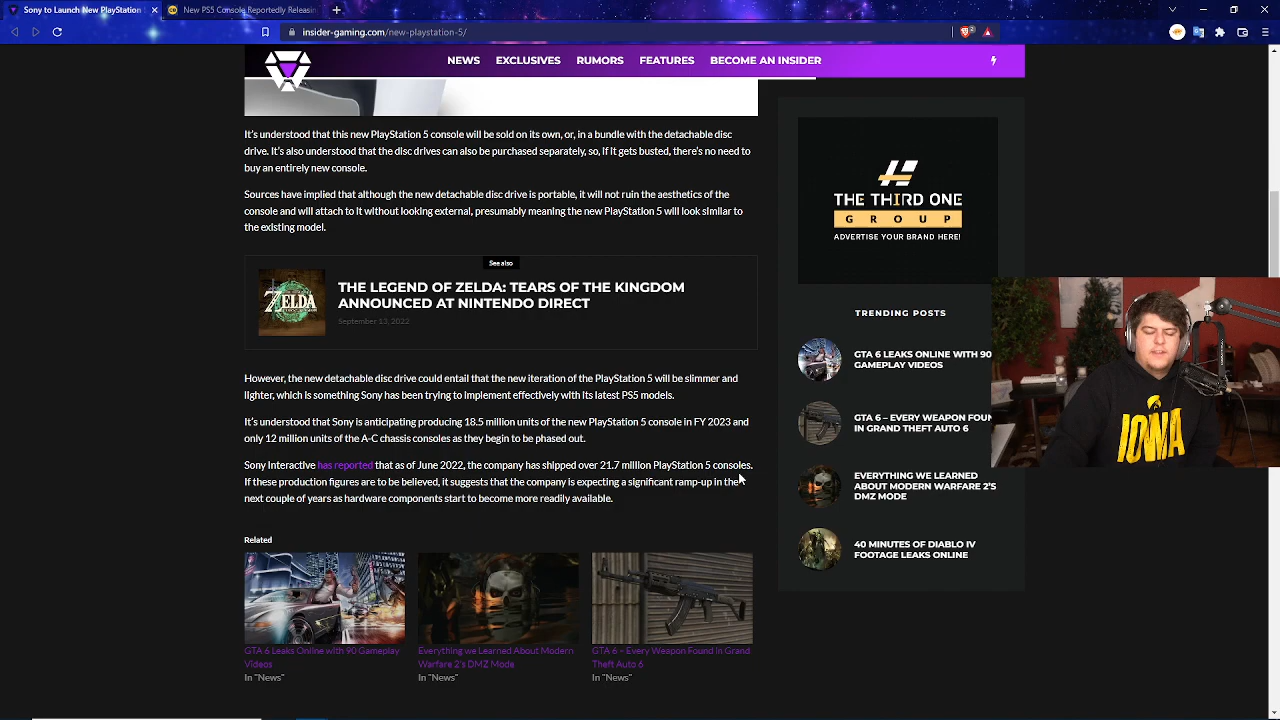 Sony to Launch New PlayStation 5
New PS5 Console Reportedly Releasin
insider-gaming.com/new-playstation-5/
NEWS EXCLUSIVES RUMORS FEATURES BECOME AN INSIDER
It's understood that this new PlayStation 5 console will be sold on its own, or, in a bundle with the detachable disc
drive. It's also understood that the disc drives can also be purchased separately, so, if it gets busted, there's no need to
buy an entirely new console.
Sources have implied that although the new detachable disc drive is portable, it will not ruin the aesthetics of the
console and will attach to it without looking external, presumably meaning the new PlayStation 5 will look similar to
the existing model.
See also
ZELDA
THE LEGEND OF ZELDA: TEARS OF THE KINGDOM
ANNOUNCED AT NINTENDO DIRECT
September 13, 2022
However, the new detachable disc drive could entail that the new iteration of the PlayStation 5 will be slimmer and
lighter, which is something Sony has been trying to implement effectively with its latest PS5 models.
It's understood that Sony is anticipating producing 18.5 million units of the new PlayStation 5 console in FY 2023 and
only 12 million units of the A-C chassis consoles as they begin to be phased out.
Sony Interactive has reported that as of June 2022, the company has shipped over 21.7 million PlayStation 5 consoles.
If these production figures are to be believed, it suggests that the company is expecting a significant ramp-up in the
next couple of years as hardware components start to become more readily available.
Related
GTA 6 Leaks Online with 90 Gameplay
Videos
In "News"
Everything we Learned About Modern
Warfare 2's DMZ Mode
In "News"
GTA 6 – Every Weapon Found in Grand
Theft Auto 6
In "News"
THE THIRD ONE
GROUP
ADVERTISE YOUR BRAND HERE!
TRENDING POSTS
GTA 6 LEAKS ONLINE WITH 90
GAMEPLAY VIDEOS
GTA 6 – EVERY WEAPON FOUN
IN GRAND THEFT AUTO 6
EVERYTHING WE LEARNED
ABOUT MODERN WARFARE 2'S
DMZ MODE
40 MINUTES OF DIABLO IV
FOOTAGE LEAKS ONLINE
IOWA